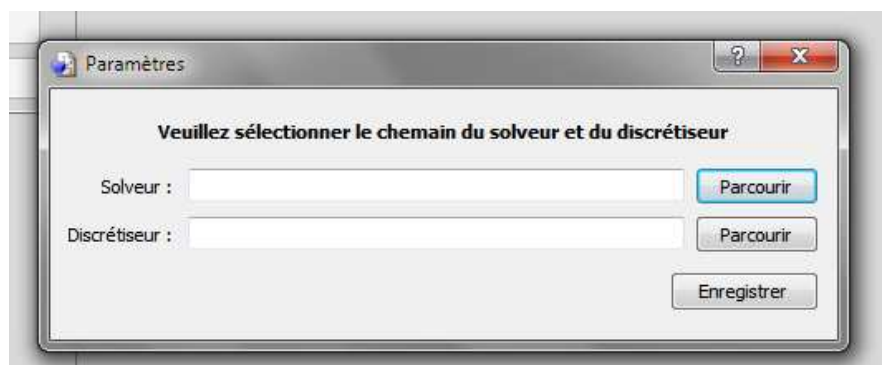 Paramètres
?
Veuillez sélectionner le chemain du solveur et du discrétiseur
Solveur : Parcourir
Discrétiseur : Parcourir
Enregistrer